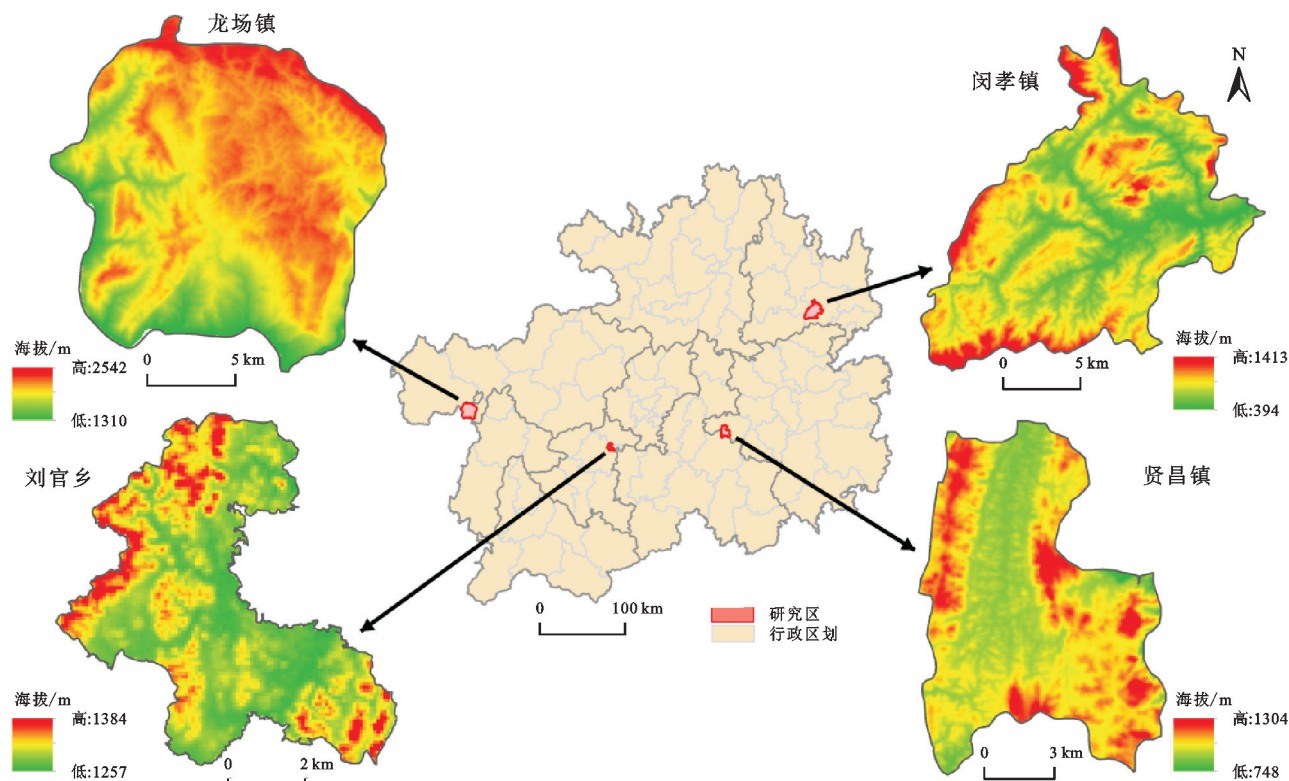 龙场镇
海拔/m
高:2542
低:1310
0 5 km
闵孝镇
N
海拔/m
高:1413
低:394
0 5 km
刘官乡
海拔/m
高:1384
低:1257
0 2 km
0 100 km
研究区
行政区划
贤昌镇
海拔/m
高:1304
低:748
0 3 km